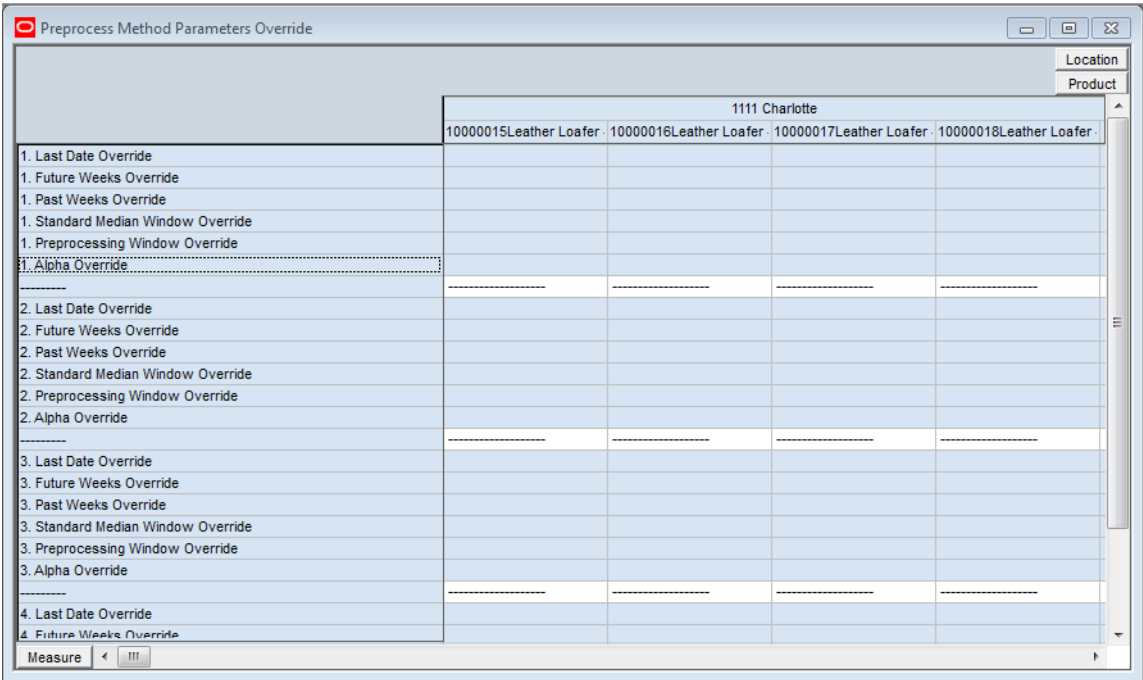 Preprocess Method Parameters Override
Location
Product
1111 Charlotte
10000015Leather Loafer - 10000016Leather Loafer - 10000017Leather Loafer - 10000018Leather Loafer -
1. Last Date Override
1. Future Weeks Override
1. Past Weeks Override
1. Standard Median Window Override
1. Preprocessing Window Override
1. Alpha Override
--------- ------------------- ------------------- ------------------- -------------------
2. Last Date Override
2. Future Weeks Override
2. Past Weeks Override
2. Standard Median Window Override
2. Preprocessing Window Override
2. Alpha Override
--------- ------------------- ------------------- ------------------- -------------------
3. Last Date Override
3. Future Weeks Override
3. Past Weeks Override
3. Standard Median Window Override
3. Preprocessing Window Override
3. Alpha Override
--------- ------------------- ------------------- ------------------- -------------------
4. Last Date Override
4. Future Weeks Override
Measure